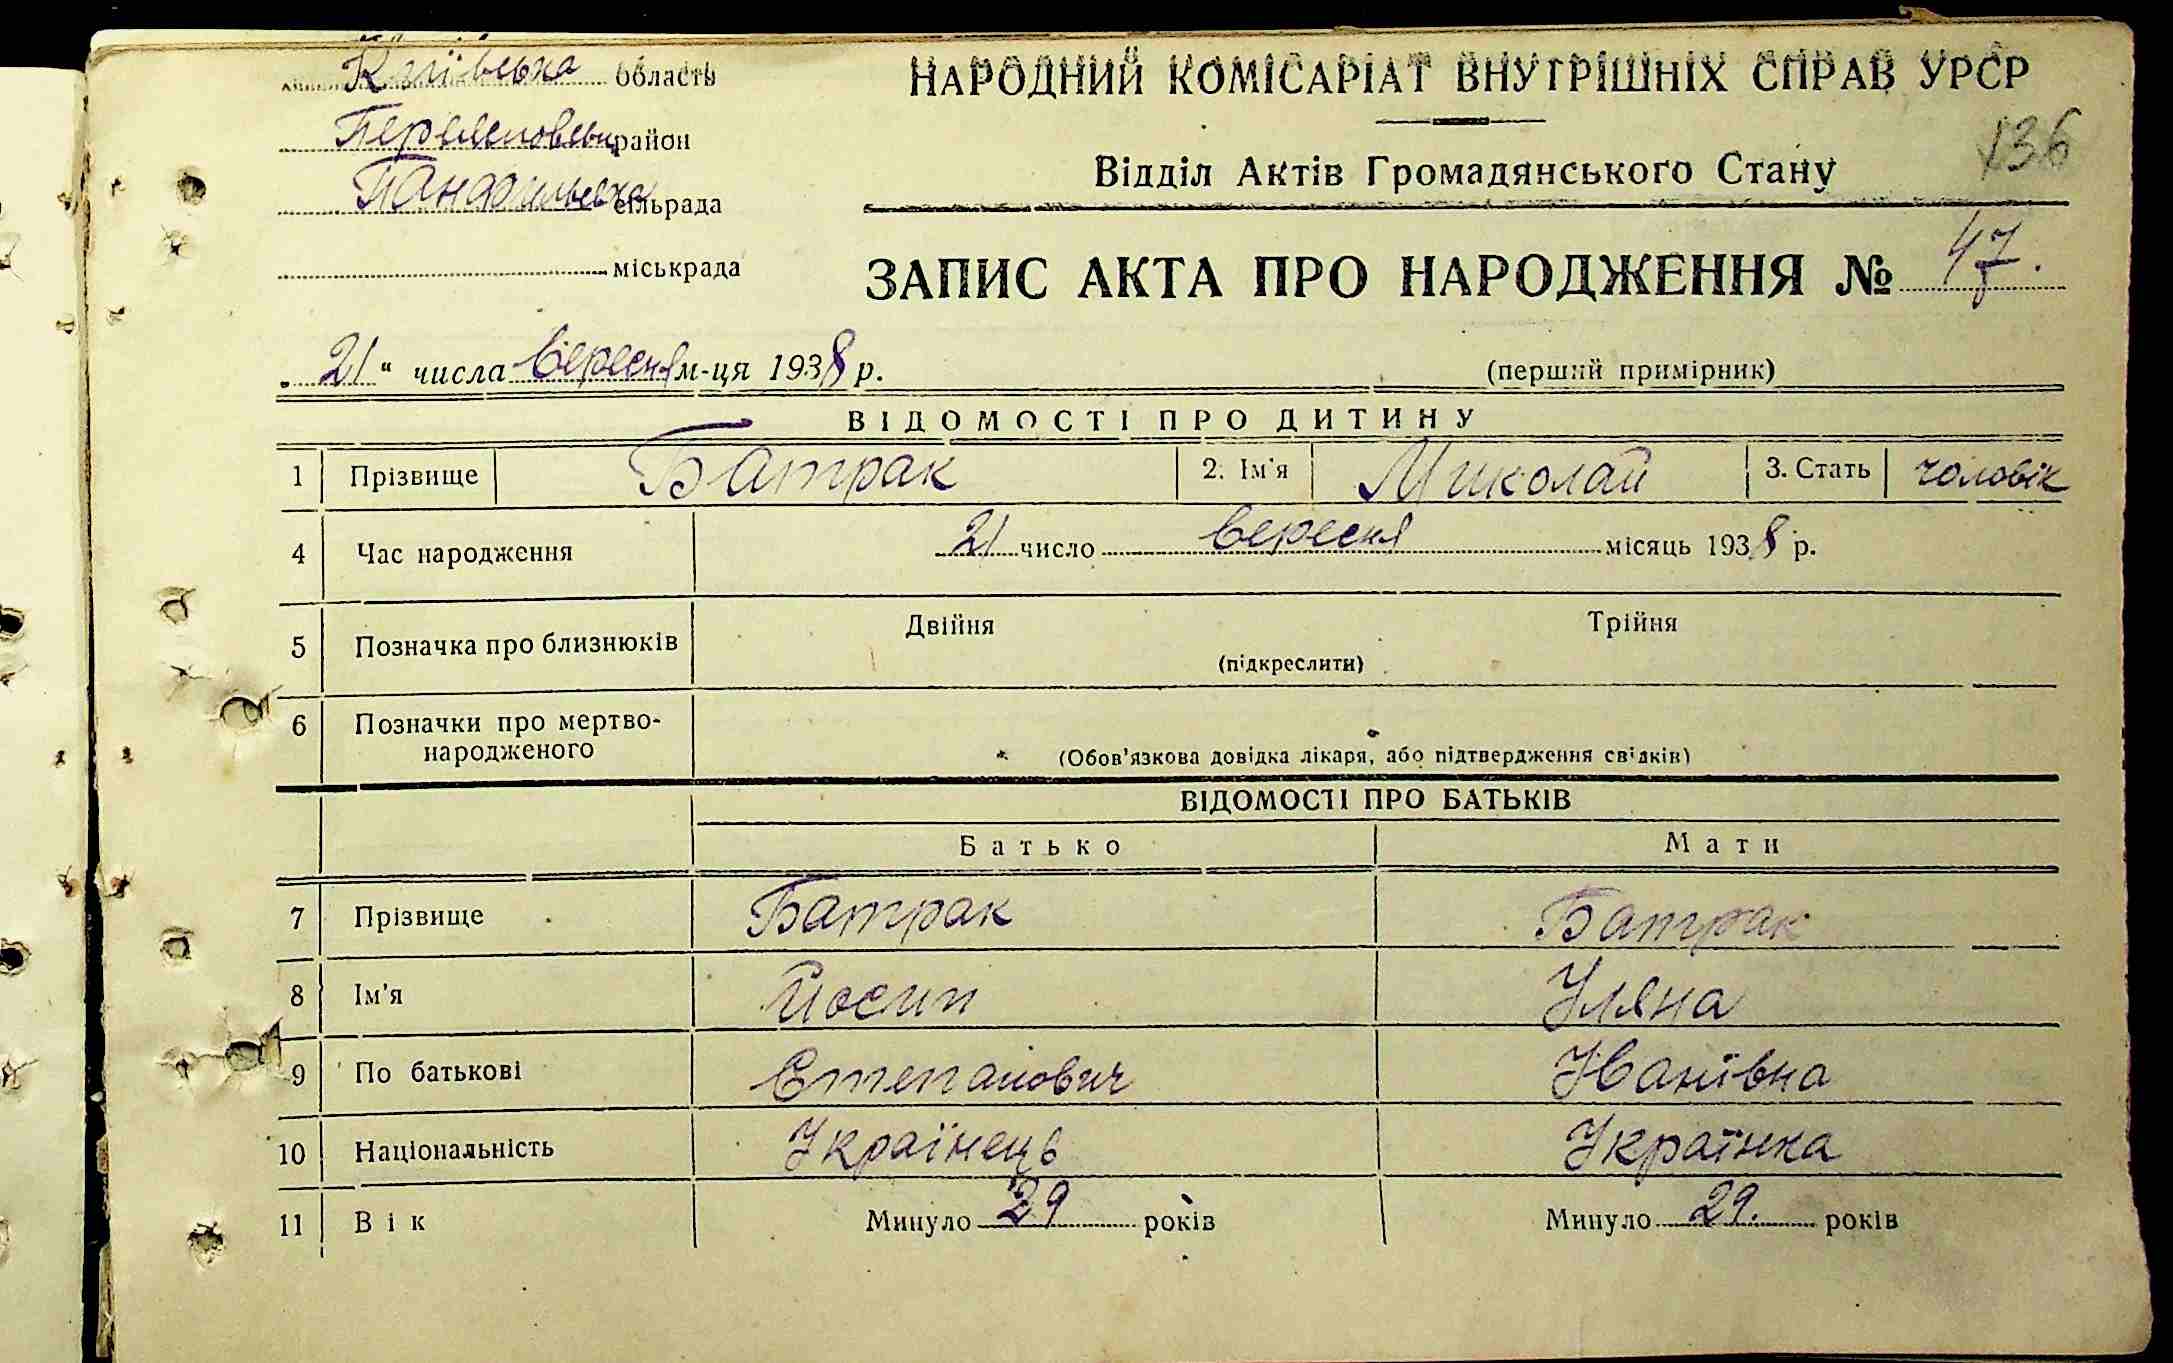 Київська область
НАРОДНИЙ КОМІСАРІАТ ВНУТРІШНІХ СПРАВ УРСР
район
136
Відділ Актів Громадянського Стану
сільрада
міськрада
ЗАПИС АКТА ПРО НАРОДЖЕННЯ № 47.
„21" числа Вересня м-ця 1938 р.
(перший примірник)
ВІДОМОСТІ ПРО ДИТИНУ
1 Прізвище Батрак 2. Ім'я Миколай 3. Стать чоловік
4 Час народження 21 число Вересня місяць 1938 р.
5 Позначка про близнюків Двійня Трійня
(підкреслити)
6 Позначки про мертво-
народженого
(Обов'язкова довідка лікаря, або підтвердження свідків)
ВІДОМОСТІ ПРО БАТЬКІВ
Батько Мати
7 Прізвище Батрак Батрак
8 Ім'я Йосип Уляна
9 По батькові Степанович Іванівна
10 Національність Українець Українка
11 Вік Минуло 29 років Минуло 29. років